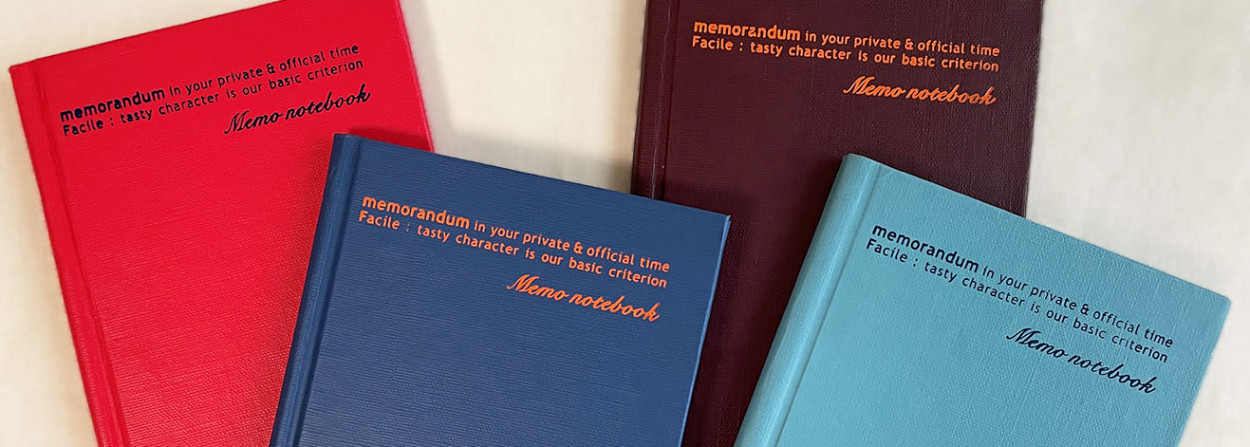 memorandum in your private & official time
Facile : tasty character is our basic criterion
Memo notebook
memorandum in your private & official time
Facile : tasty character is our basic criterion
Memo notebook
memorandum in your private & official time
Facile : tasty character is our basic criterion
Memo notebook
memorandum in your private & official time
Facile : tasty character is our basic criterion
Memo notebook